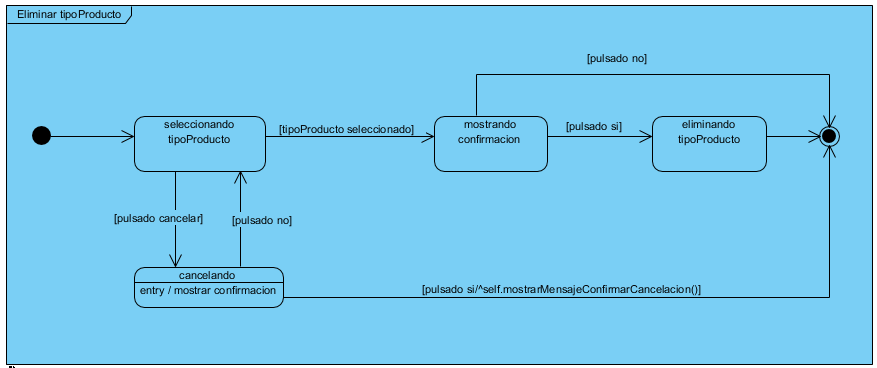 Eliminar tipoProducto
[pulsado no]
seleccionando
tipoProducto
[tipoProducto seleccionado]
mostrando
confirmacion
[pulsado si]
eliminando
tipoProducto
[pulsado cancelar]
[pulsado no]
cancelando
entry / mostrar confirmacion
[pulsado si/^self.mostrarMensajeConfirmarCancelacion()]